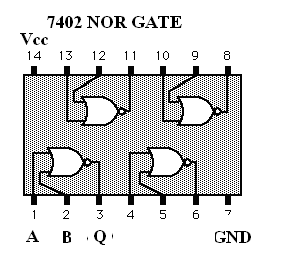 7402 NOR GATE
Vcc
14 13 12 11 10 9 8
1 2 3 4 5 6 7
A B Q GND